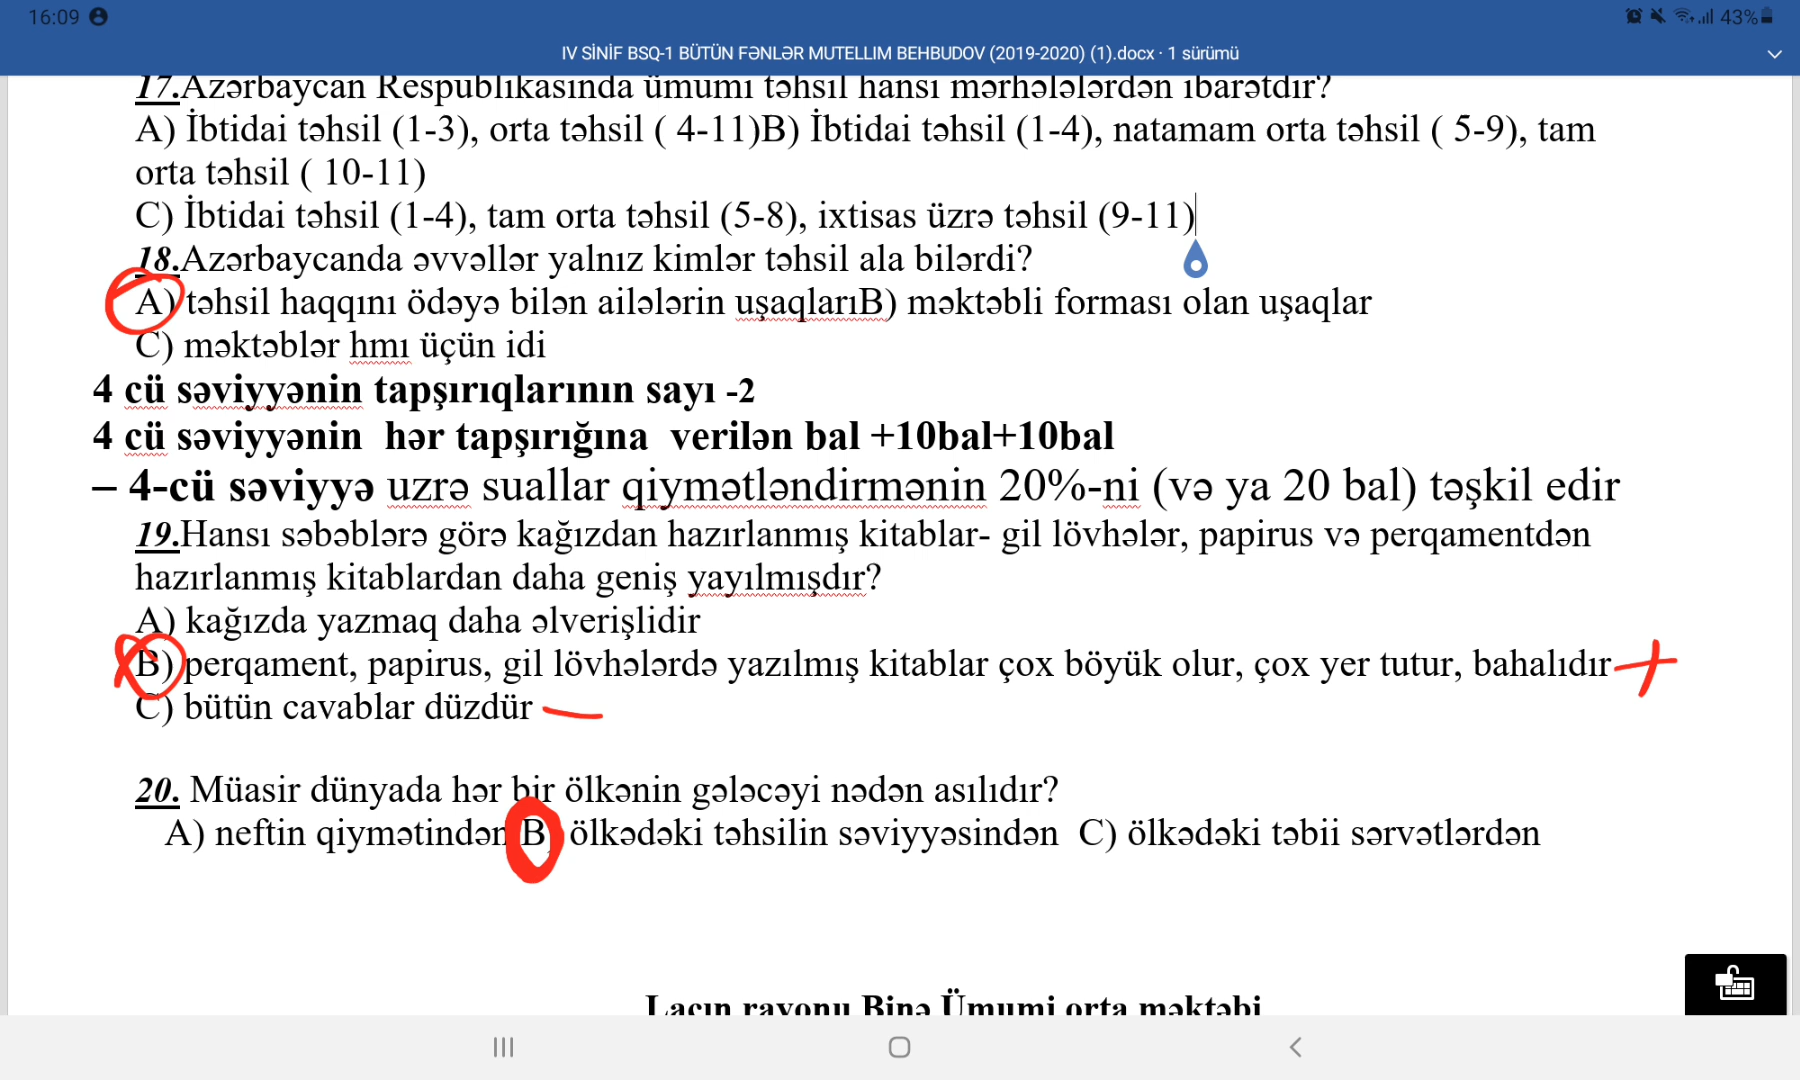 16:09
43%
IV SİNİF BSQ-1 BÜTÜN FƏNLƏR MUTELLIM BEHBUDOV (2019-2020) (1).docx · 1 sürümü
17.Azərbaycan Respublikasında ümumi təhsil hansı mərhələlərdən ibarətdir?
A) İbtidai təhsil (1-3), orta təhsil ( 4-11)B) İbtidai təhsil (1-4), natamam orta təhsil ( 5-9), tam
orta təhsil ( 10-11)
C) İbtidai təhsil (1-4), tam orta təhsil (5-8), ixtisas üzrə təhsil (9-11)
18.Azərbaycanda əvvəllər yalnız kimlər təhsil ala bilərdi?
A) təhsil haqqını ödəyə bilən ailələrin uşaqlarıB) məktəbli forması olan uşaqlar
C) məktəblər hmı üçün idi
4 cü səviyyənin tapşırıqlarının sayı -2
4 cü səviyyənin hər tapşırığına verilən bal +10bal+10bal
– 4-cü səviyyə uzrə suallar qiymətləndirmənin 20%-ni (və ya 20 bal) təşkil edir
19.Hansı səbəblərə görə kağızdan hazırlanmış kitablar- gil lövhələr, papirus və perqamentdən
hazırlanmış kitablardan daha geniş yayılmışdır?
A) kağızda yazmaq daha əlverişlidir
B) perqament, papirus, gil lövhələrdə yazılmış kitablar çox böyük olur, çox yer tutur, bahalıdır +
C) bütün cavablar düzdür –
20. Müasir dünyada hər bir ölkənin gələcəyi nədən asılıdır?
A) neftin qiymətindən B) ölkədəki təhsilin səviyyəsindən C) ölkədəki təbii sərvətlərdən
Laçın rayonu Binə Ümumi orta məktəbi